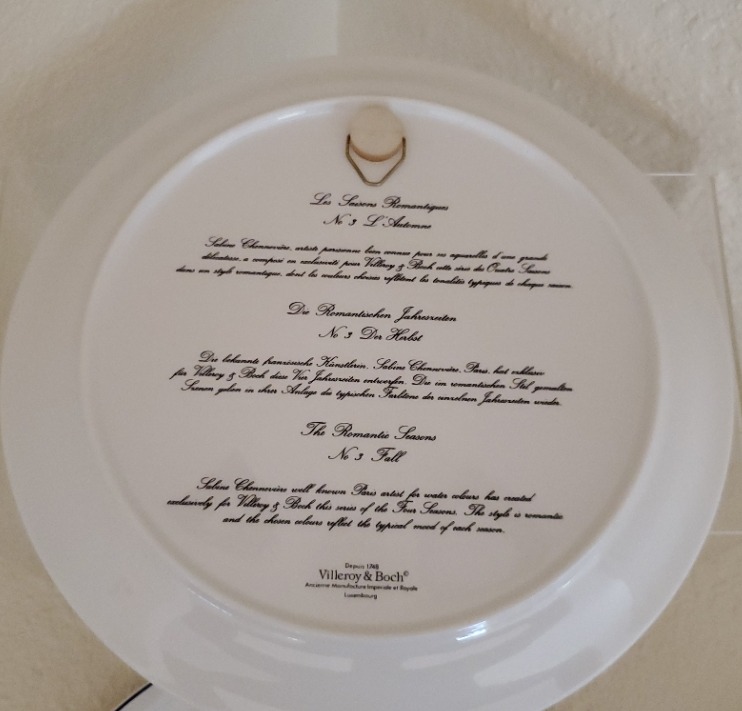 Les Saisons Romantiques
No 3 L'Automne
Sabine Chennevière, artiste parisienne bien connue pour ses aquarelles d'une grande
délicatesse, a composé en exclusivité pour Villeroy & Boch cette série des Quatre Saisons
dans un style romantique, dont les couleurs choisies reflètent les tonalités typiques de chaque saison.
Die Romantischen Jahreszeiten
No 3 Der Herbst
Die bekannte französische Künstlerin, Sabine Chennevière, Paris, hat exklusiv
für Villeroy & Boch diese Vier Jahreszeiten entworfen. Die im romantischen Stil gemalten
Szenen geben in ihrer Anlage die typischen Farbtöne der einzelnen Jahreszeiten wieder.
The Romantic Seasons
No 3 Fall
Sabine Chennevière well known Paris artist for water colours has created
exclusively for Villeroy & Boch this series of the Four Seasons. The style is romantic
and the chosen colours reflect the typical mood of each season.
Depuis 1748
Villeroy & Boch©
Ancienne Manufacture Impériale et Royale
Luxembourg